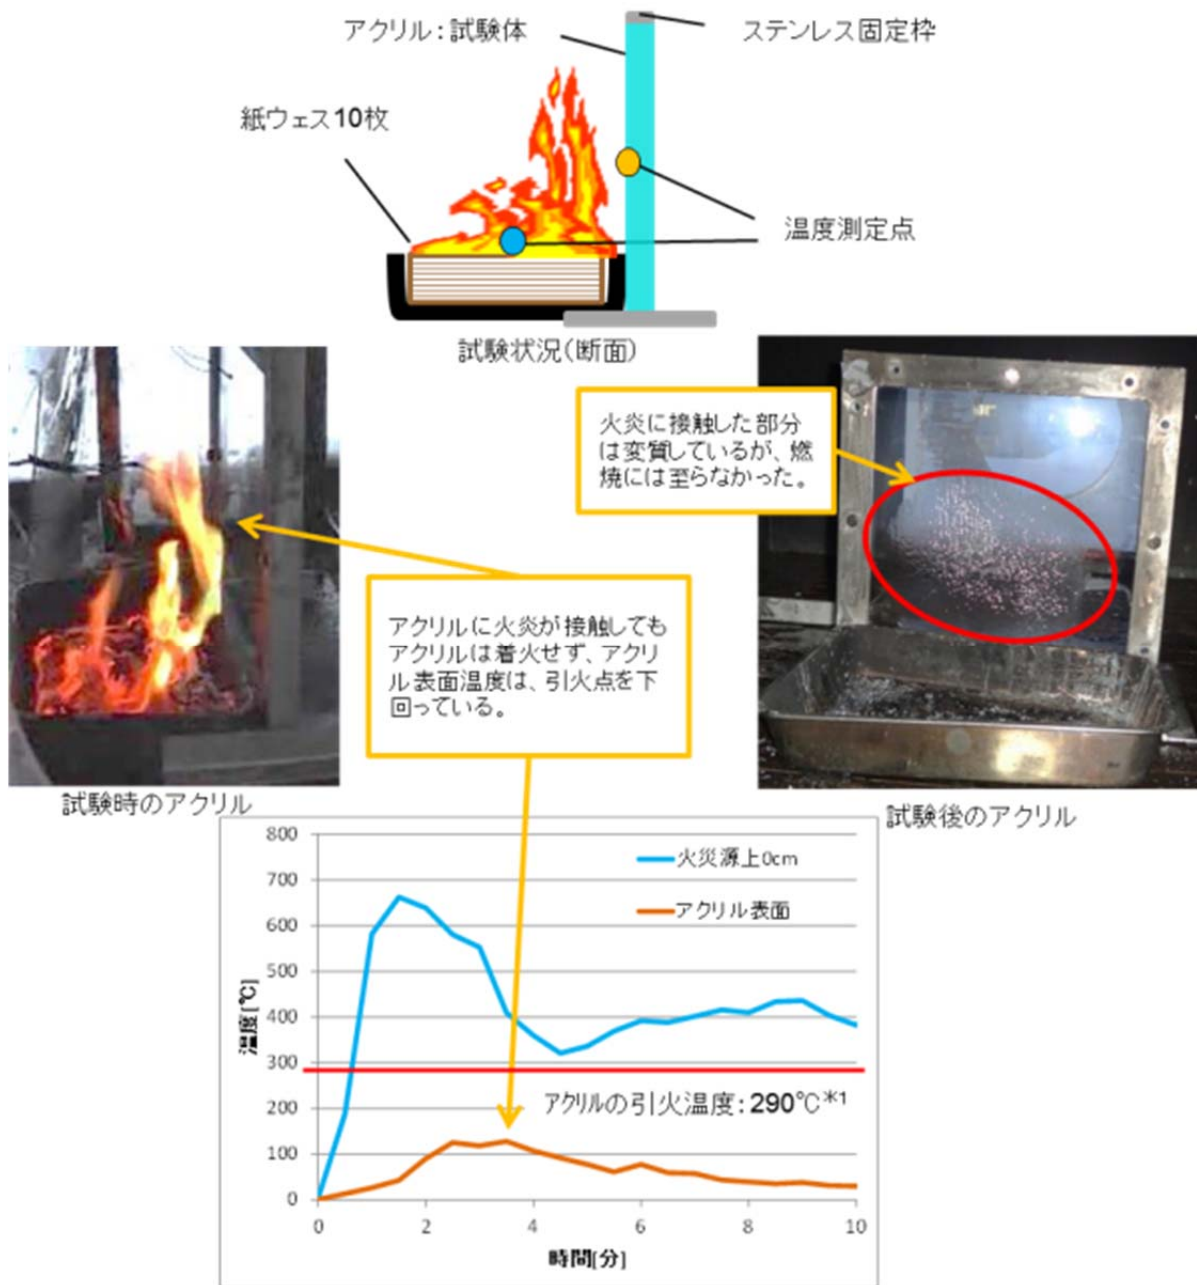 アクリル：試験体
ステンレス固定枠
紙ウェス10枚
温度測定点
試験状況（断面）
火炎に接触した部分
は変質しているが、燃
焼には至らなかった。
アクリルに火炎が接触しても
アクリルは着火せず、アクリ
ル表面温度は、引火点を下
回っている。
試験時のアクリル
試験後のアクリル
800
700
600
500
400
300
200
100
0
温度[℃]
火災源上0cm
アクリル表面
アクリルの引火温度：290℃*1
0 2 4 6 8 10
時間[分]